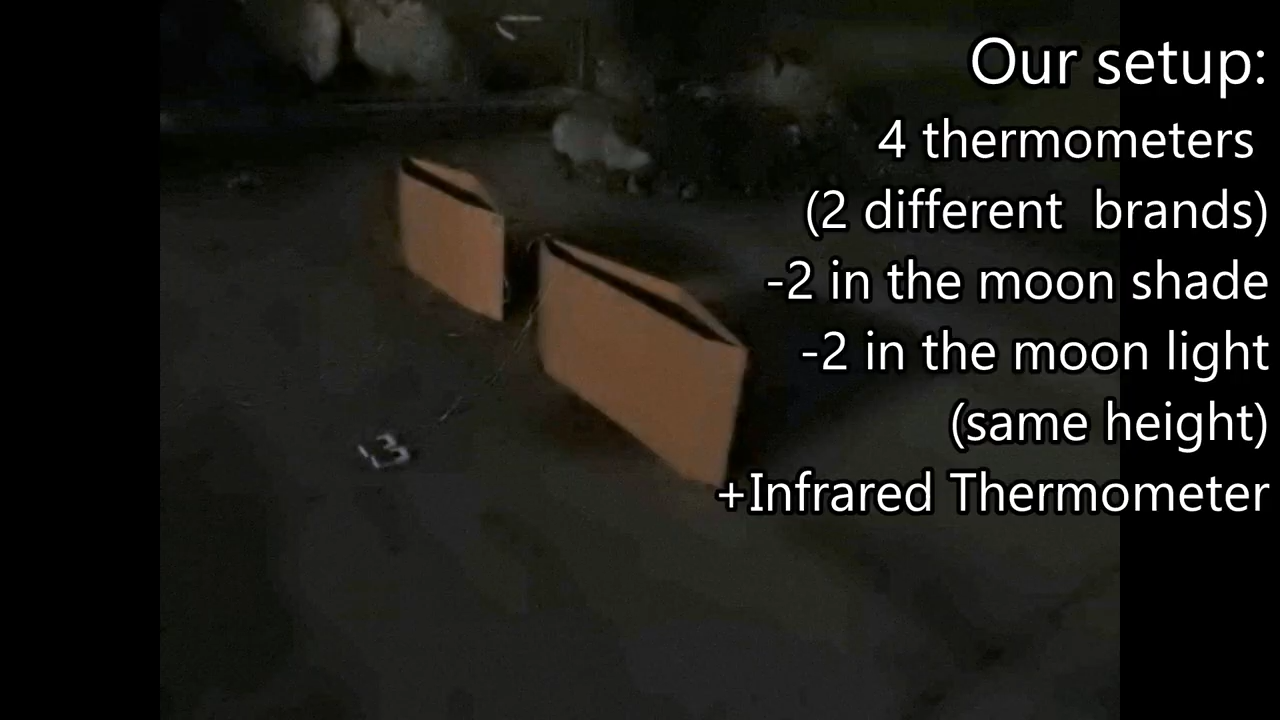 Our setup:
4 thermometers
(2 different brands)
-2 in the moon shade
-2 in the moon light
(same height)
+Infrared Thermometer